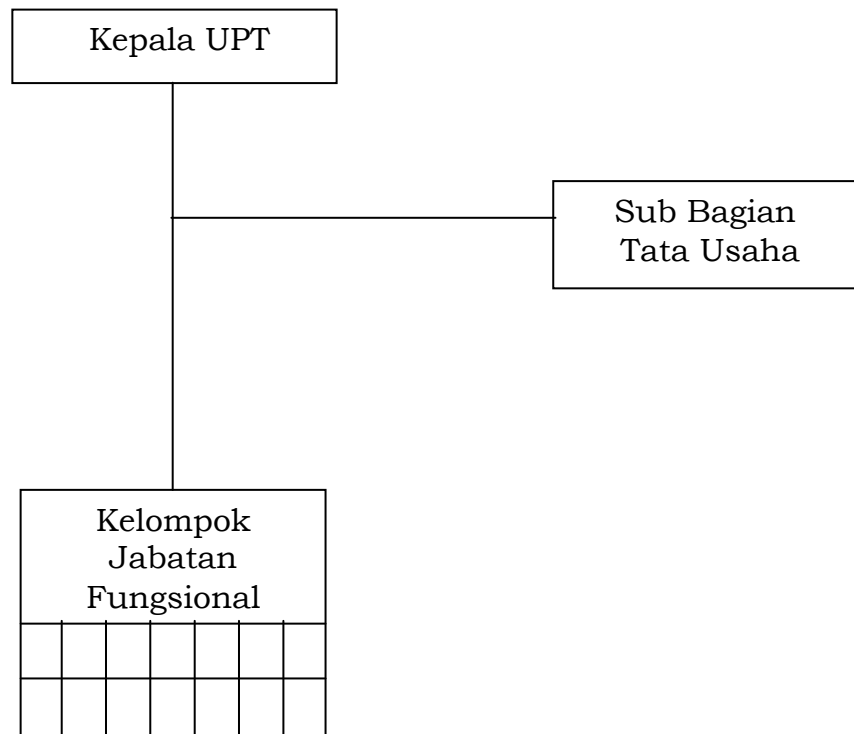 Kepala UPT
Sub Bagian
Tata Usaha
Kelompok
Jabatan
Fungsional